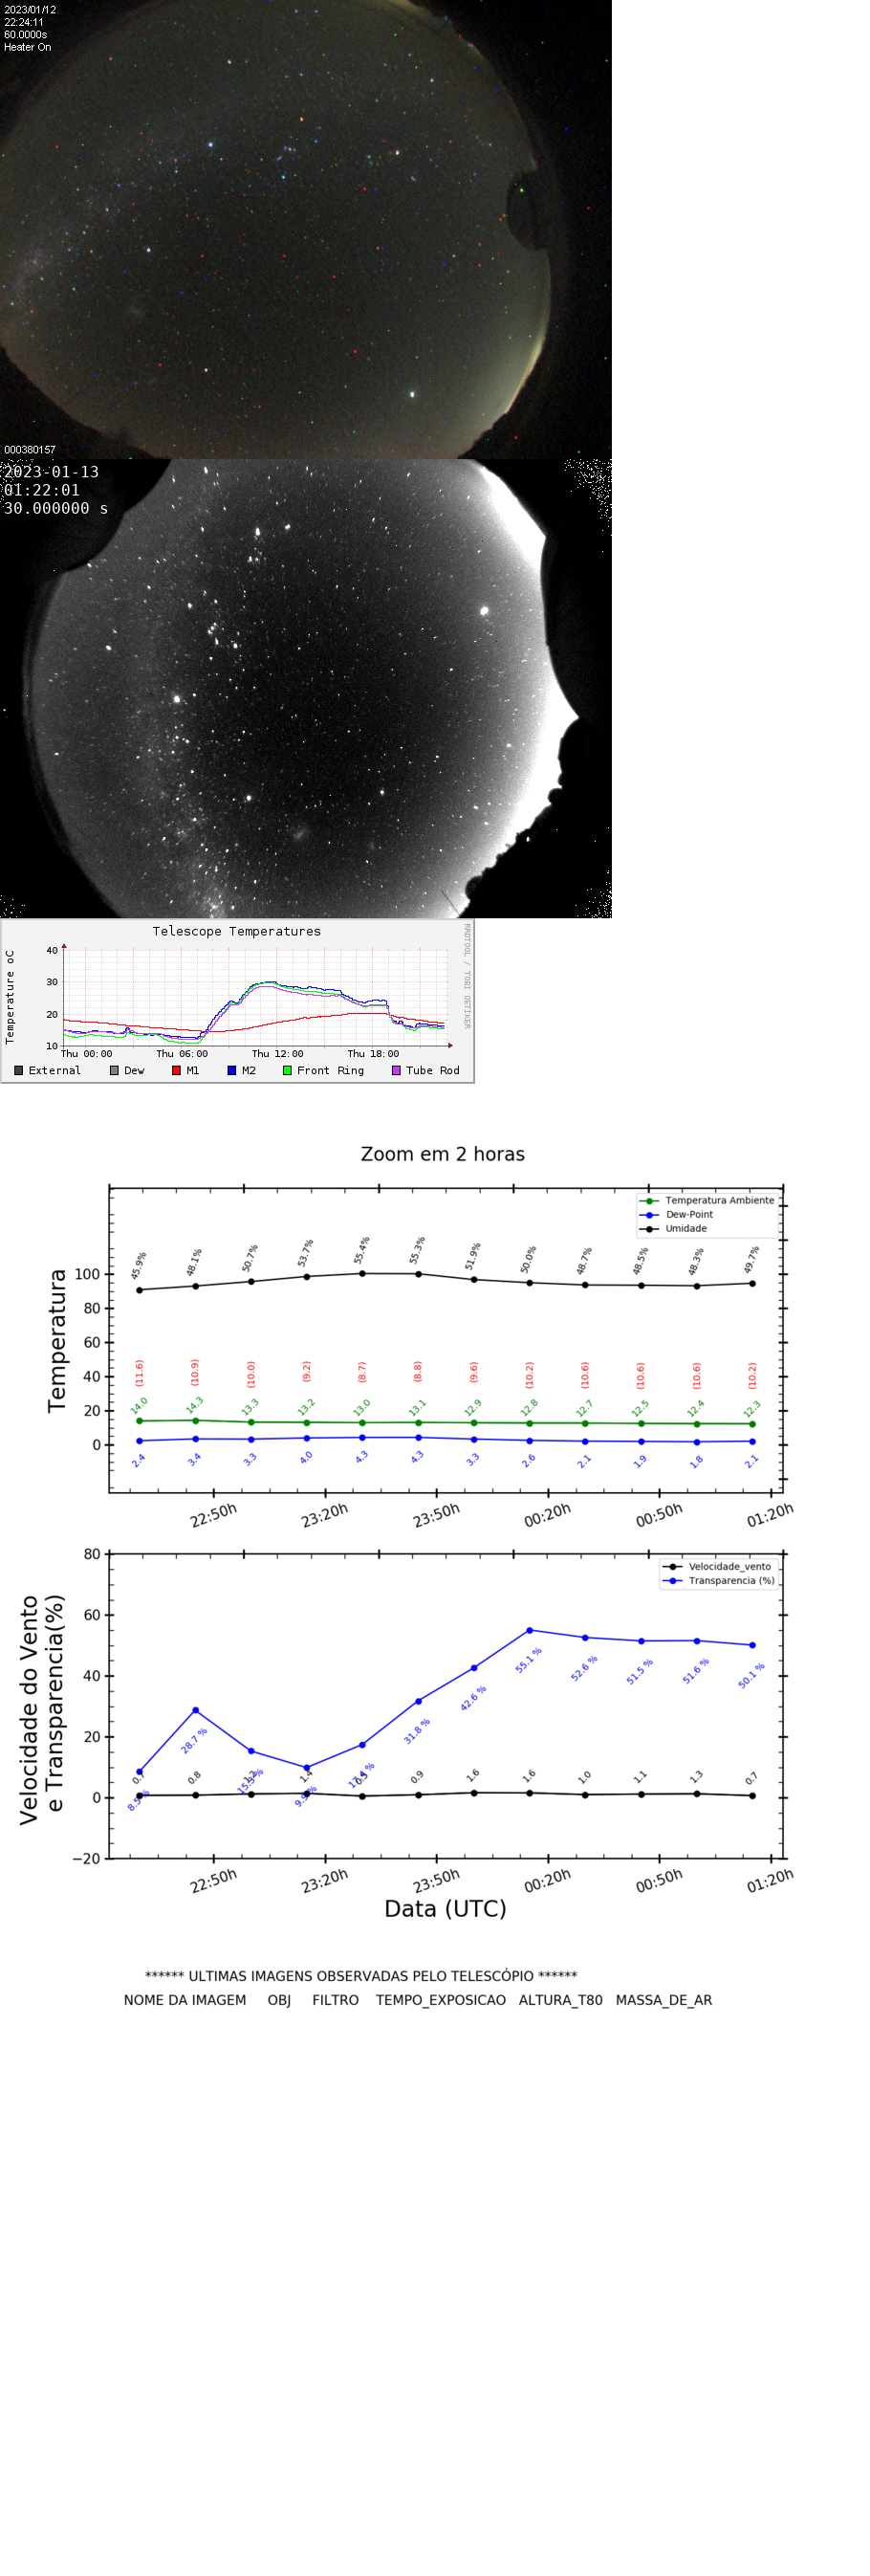 2023/01/12
22:24:11
60.0000s
Heater On
000380157
2023-01-13
01:22:01
30.000000 s
Telescope Temperatures
RRDTOOL / TOBI OETIKER
Temperature oC
40
30
20
10
Thu 00:00 Thu 06:00 Thu 12:00 Thu 18:00
External Dew M1 M2 Front Ring Tube Rod
Zoom em 2 horas
Temperatura Ambiente
Dew-Point
Umidade
Temperatura
100
80
60
40
20
0
45.9% 48.1% 50.7% 53.7% 55.4% 55.3% 51.9% 50.0% 48.7% 48.5% 48.3% 49.7%
(11.6) (10.9) (10.0) (9.2) (8.7) (8.8) (9.6) (10.2) (10.6) (10.6) (10.6) (10.2)
14.0 14.3 13.3 13.2 13.0 13.1 12.9 12.8 12.7 12.5 12.4 12.3
2.4 3.4 3.3 4.0 4.3 4.3 3.3 2.6 2.1 1.9 1.8 2.1
22:50h 23:20h 23:50h 00:20h 00:50h 01:20h
Velocidade_vento
Transparencia (%)
Velocidade do Vento
e Transparencia(%)
80
60
40
20
0
−20
28.7 % 31.8 % 42.6 % 55.1 % 52.6 % 51.5 % 51.6 % 50.1 %
0.7 0.8 1.4 0.9 1.6 1.6 1.0 1.1 1.3 0.7
22:50h 23:20h 23:50h 00:20h 00:50h 01:20h
Data (UTC)
****** ULTIMAS IMAGENS OBSERVADAS PELO TELESCÓPIO ******
NOME DA IMAGEM OBJ FILTRO TEMPO_EXPOSICAO ALTURA_T80 MASSA_DE_AR